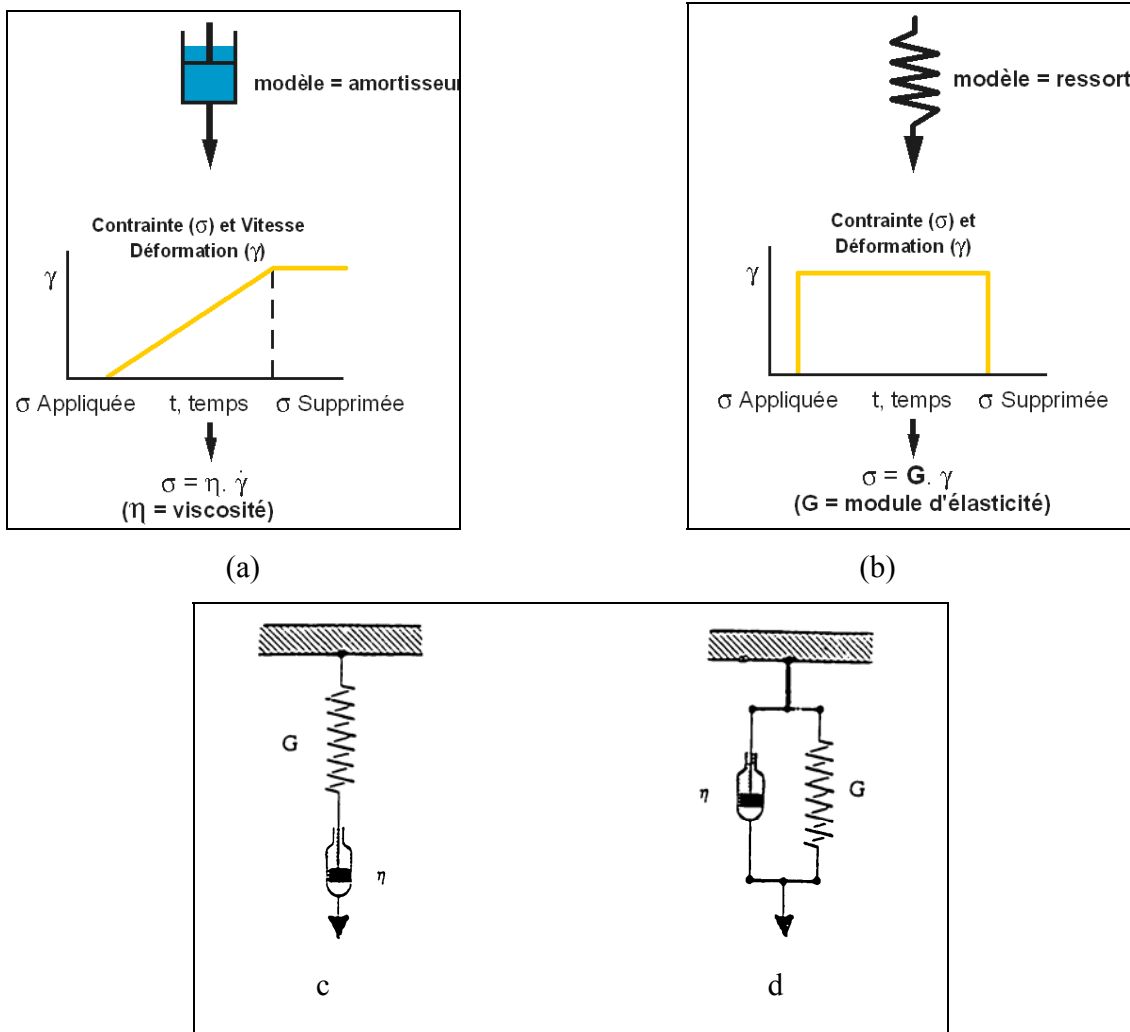 modèle = amortisseur
Contrainte (σ) et Vitesse
Déformation (γ)
γ
σ Appliquée t, temps σ Supprimée
σ = η. γ̇
(η = viscosité)
(a)
modèle = ressort
Contrainte (σ) et
Déformation (γ)
γ
σ Appliquée t, temps σ Supprimée
σ = G. γ
(G = module d'élasticité)
(b)
G
η
c
η
G
d